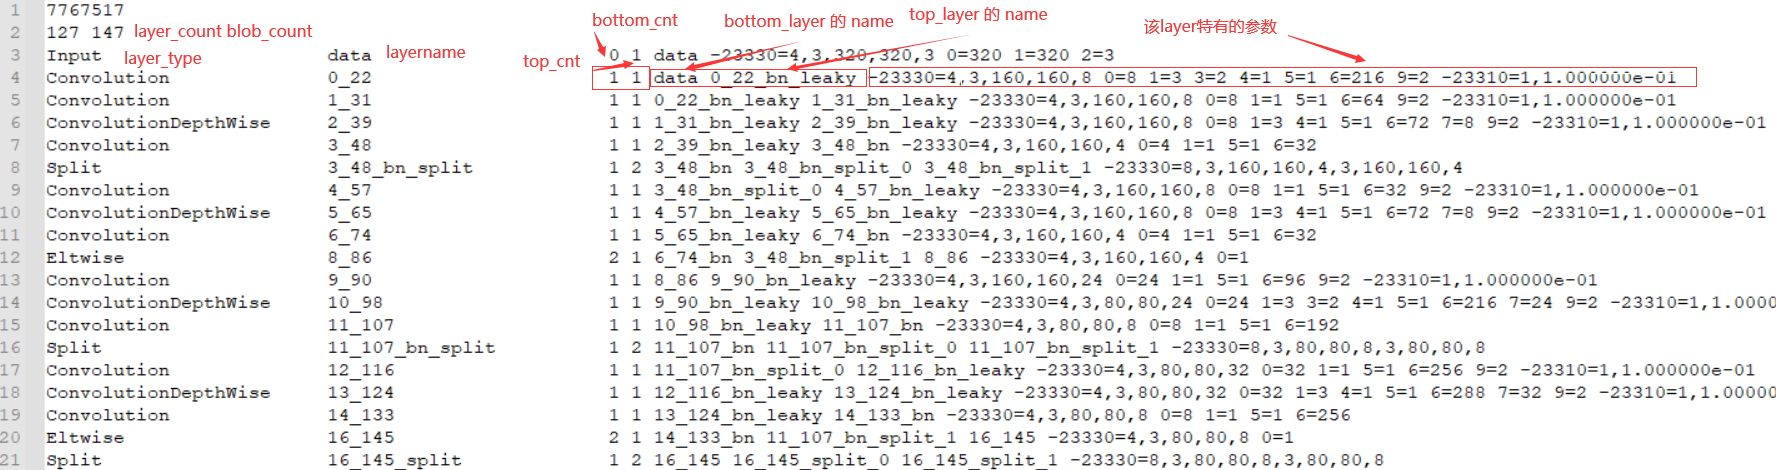 bottom_cnt
bottom_layer 的 name
top_layer 的 name
该layer特有的参数
layer_count blob_count
layer_type
layername
top_cnt
1 7767517
2 127 147
3 Input data 0 1 data -23330=4,3,320,320,3 0=320 1=320 2=3
4 Convolution 0_22 1 1 data 0_22_bn_leaky -23330=4,3,160,160,8 0=8 1=3 3=2 4=1 5=1 6=216 9=2 -23310=1,1.000000e-01
5 Convolution 1_31 1 1 0_22_bn_leaky 1_31_bn_leaky -23330=4,3,160,160,8 0=8 1=1 5=1 6=64 9=2 -23310=1,1.000000e-01
6 ConvolutionDepthWise 2_39 1 1 1_31_bn_leaky 2_39_bn_leaky -23330=4,3,160,160,8 0=8 1=3 4=1 5=1 6=72 7=8 9=2 -23310=1,1.000000e-01
7 Convolution 3_48 1 1 2_39_bn_leaky 3_48_bn -23330=4,3,160,160,4 0=4 1=1 5=1 6=32
8 Split 3_48_bn_split 1 2 3_48_bn 3_48_bn_split_0 3_48_bn_split_1 -23330=8,3,160,160,4,3,160,160,4
9 Convolution 4_57 1 1 3_48_bn_split_0 4_57_bn_leaky -23330=4,3,160,160,8 0=8 1=1 5=1 6=32 9=2 -23310=1,1.000000e-01
10 ConvolutionDepthWise 5_65 1 1 4_57_bn_leaky 5_65_bn_leaky -23330=4,3,160,160,8 0=8 1=3 4=1 5=1 6=72 7=8 9=2 -23310=1,1.000000e-01
11 Convolution 6_74 1 1 5_65_bn_leaky 6_74_bn -23330=4,3,160,160,4 0=4 1=1 5=1 6=32
12 Eltwise 8_86 2 1 6_74_bn 3_48_bn_split_1 8_86 -23330=4,3,160,160,4 0=1
13 Convolution 9_90 1 1 8_86 9_90_bn_leaky -23330=4,3,160,160,24 0=24 1=1 5=1 6=96 9=2 -23310=1,1.000000e-01
14 ConvolutionDepthWise 10_98 1 1 9_90_bn_leaky 10_98_bn_leaky -23330=4,3,80,80,24 0=24 1=3 3=2 4=1 5=1 6=216 7=24 9=2 -23310=1,1.0000
15 Convolution 11_107 1 1 10_98_bn_leaky 11_107_bn -23330=4,3,80,80,8 0=8 1=1 5=1 6=192
16 Split 11_107_bn_split 1 2 11_107_bn 11_107_bn_split_0 11_107_bn_split_1 -23330=8,3,80,80,8,3,80,80,8
17 Convolution 12_116 1 1 11_107_bn_split_0 12_116_bn_leaky -23330=4,3,80,80,32 0=32 1=1 5=1 6=256 9=2 -23310=1,1.000000e-01
18 ConvolutionDepthWise 13_124 1 1 12_116_bn_leaky 13_124_bn_leaky -23330=4,3,80,80,32 0=32 1=3 4=1 5=1 6=288 7=32 9=2 -23310=1,1.00000
19 Convolution 14_133 1 1 13_124_bn_leaky 14_133_bn -23330=4,3,80,80,8 0=8 1=1 5=1 6=256
20 Eltwise 16_145 2 1 14_133_bn 11_107_bn_split_1 16_145 -23330=4,3,80,80,8 0=1
21 Split 16_145_split 1 2 16_145 16_145_split_0 16_145_split_1 -23330=8,3,80,80,8,3,80,80,8